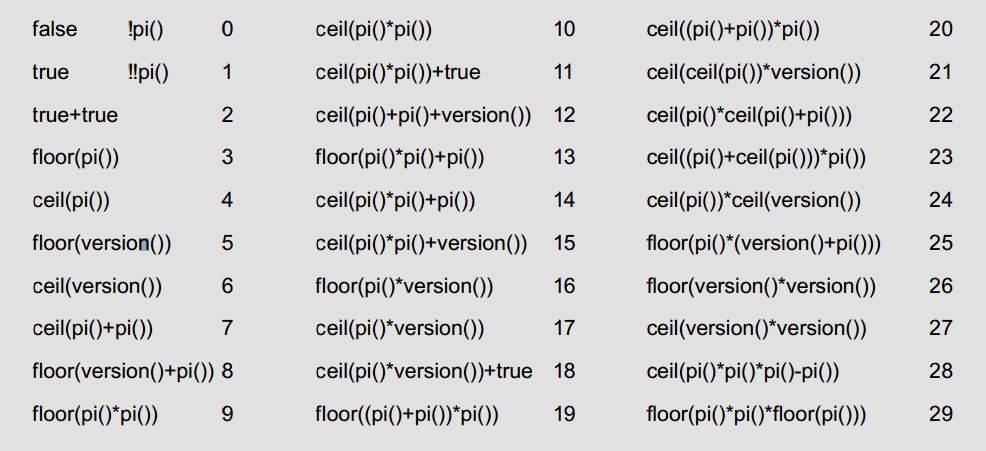 false !pi() 0 ceil(pi()*pi()) 10 ceil((pi()+pi())*pi()) 20
true !!pi() 1 ceil(pi()*pi())+true 11 ceil(ceil(pi())*version()) 21
true+true 2 ceil(pi()+pi()+version()) 12 ceil(pi()*ceil(pi()+pi())) 22
floor(pi()) 3 floor(pi()*pi()+pi()) 13 ceil((pi()+ceil(pi()))*pi()) 23
ceil(pi()) 4 ceil(pi()*pi()+pi()) 14 ceil(pi())*ceil(version()) 24
floor(version()) 5 ceil(pi()*pi()+version()) 15 floor(pi()*(version()+pi())) 25
ceil(version()) 6 floor(pi()*version()) 16 floor(version()*version()) 26
ceil(pi()+pi()) 7 ceil(pi()*version()) 17 ceil(version()*version()) 27
floor(version()+pi()) 8 ceil(pi()*version())+true 18 ceil(pi()*pi()*pi()-pi()) 28
floor(pi()*pi()) 9 floor((pi()+pi())*pi()) 19 floor(pi()*pi()*floor(pi())) 29